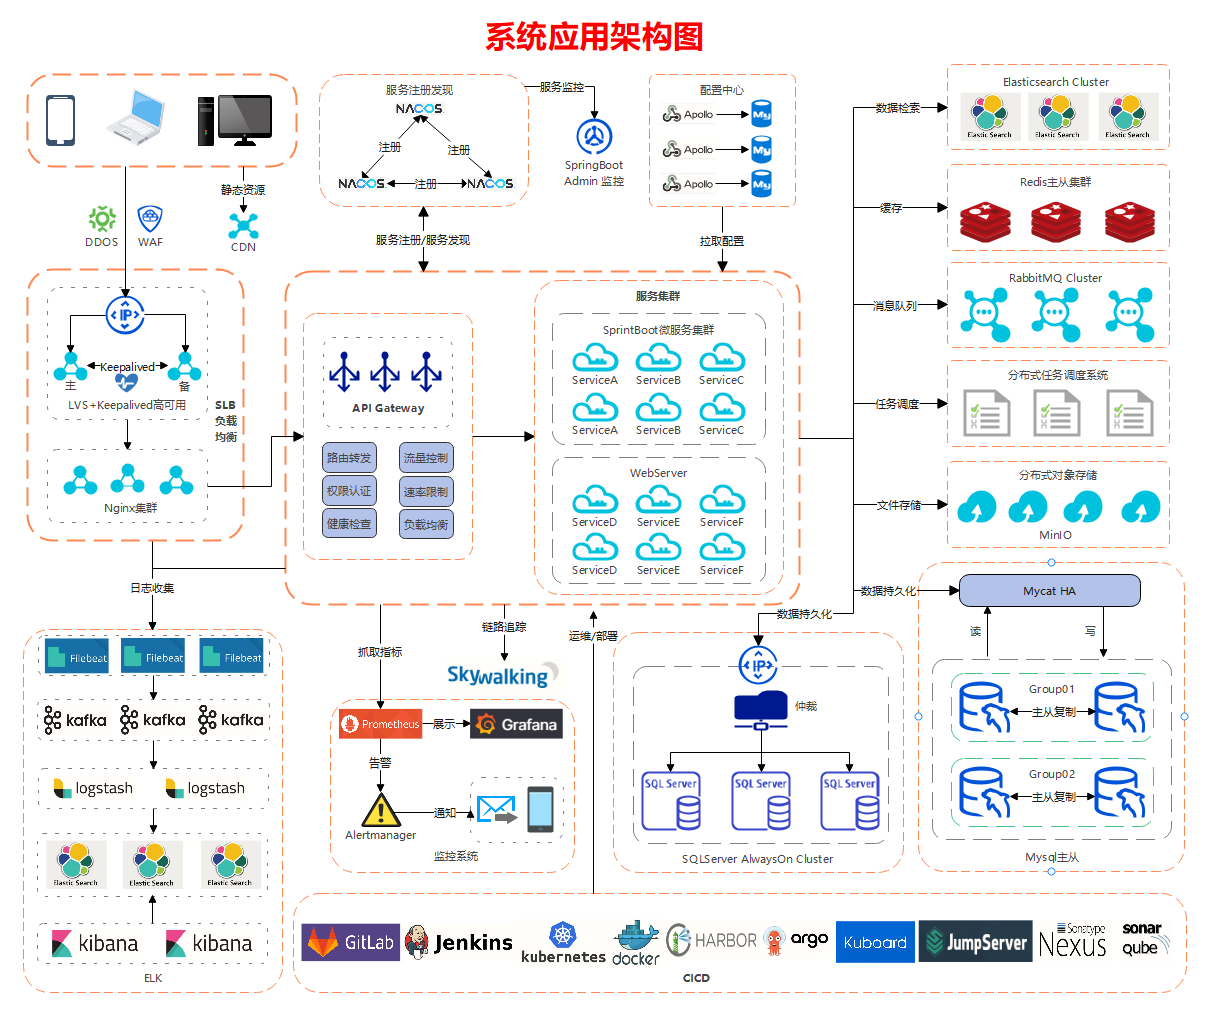 系统应用架构图
服务注册发现
NACOS
注册
注册
NACOS
注册
NACOS
服务监控
SpringBoot
Admin 监控
配置中心
Apollo
My
Apollo
My
Apollo
My
静态资源
DDOS
WAF
CDN
服务注册/服务发现
拉取配置
IP
Keepalived
主
备
LVS+Keepalived高可用
SLB
负载
均衡
Nginx集群
API Gateway
路由转发
流量控制
权限认证
速率限制
健康检查
负载均衡
服务集群
SprintBoot微服务集群
ServiceA
ServiceB
ServiceC
ServiceA
ServiceB
ServiceC
WebServer
ServiceD
ServiceE
ServiceF
ServiceD
ServiceE
ServiceF
数据检索
Elasticsearch Cluster
Elastic Search
Elastic Search
Elastic Search
缓存
Redis主从集群
消息队列
RabbitMQ Cluster
任务调度
分布式任务调度系统
文件存储
分布式对象存储
MinIO
数据持久化
Mycat HA
读
写
Group01
主从复制
Group02
主从复制
Mysql主从
数据持久化
IP
仲裁
SQL Server
SQL Server
SQL Server
SQLServer AlwaysOn Cluster
日志收集
Filebeat
Filebeat
Filebeat
kafka
kafka
kafka
logstash
logstash
Elastic Search
Elastic Search
Elastic Search
kibana
kibana
ELK
抓取指标
链路追踪
运维/部署
Skywalking
Prometheus
展示
Grafana
告警
Alertmanager
通知
监控系统
GitLab
Jenkins
kubernetes
docker
HARBOR
argo
Kuboard
JumpServer
Sonatype
Nexus
sonar
qube
CICD